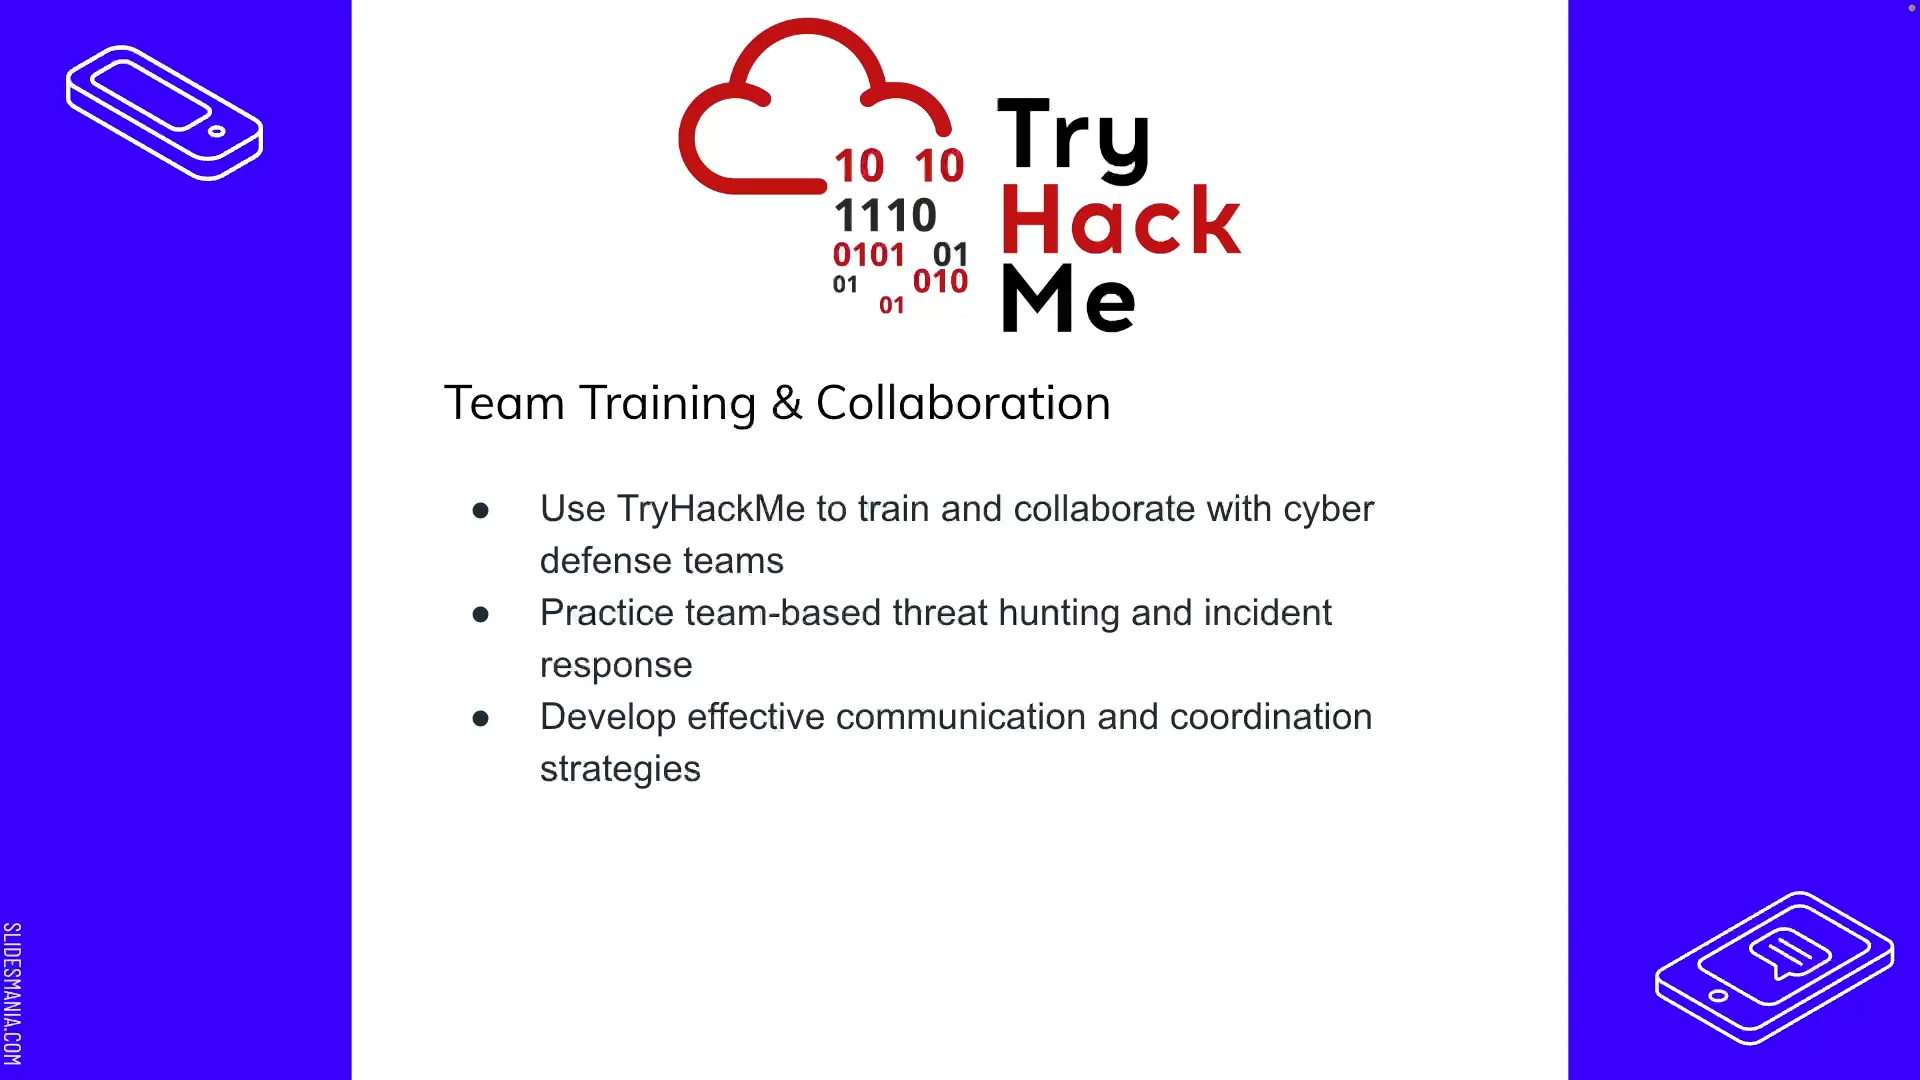 Try
Hack
Me
10 10
1110
0101 01
01 010
01
Team Training & Collaboration
● Use TryHackMe to train and collaborate with cyber
defense teams
● Practice team-based threat hunting and incident
response
● Develop effective communication and coordination
strategies
SLIDESMANIA.COM